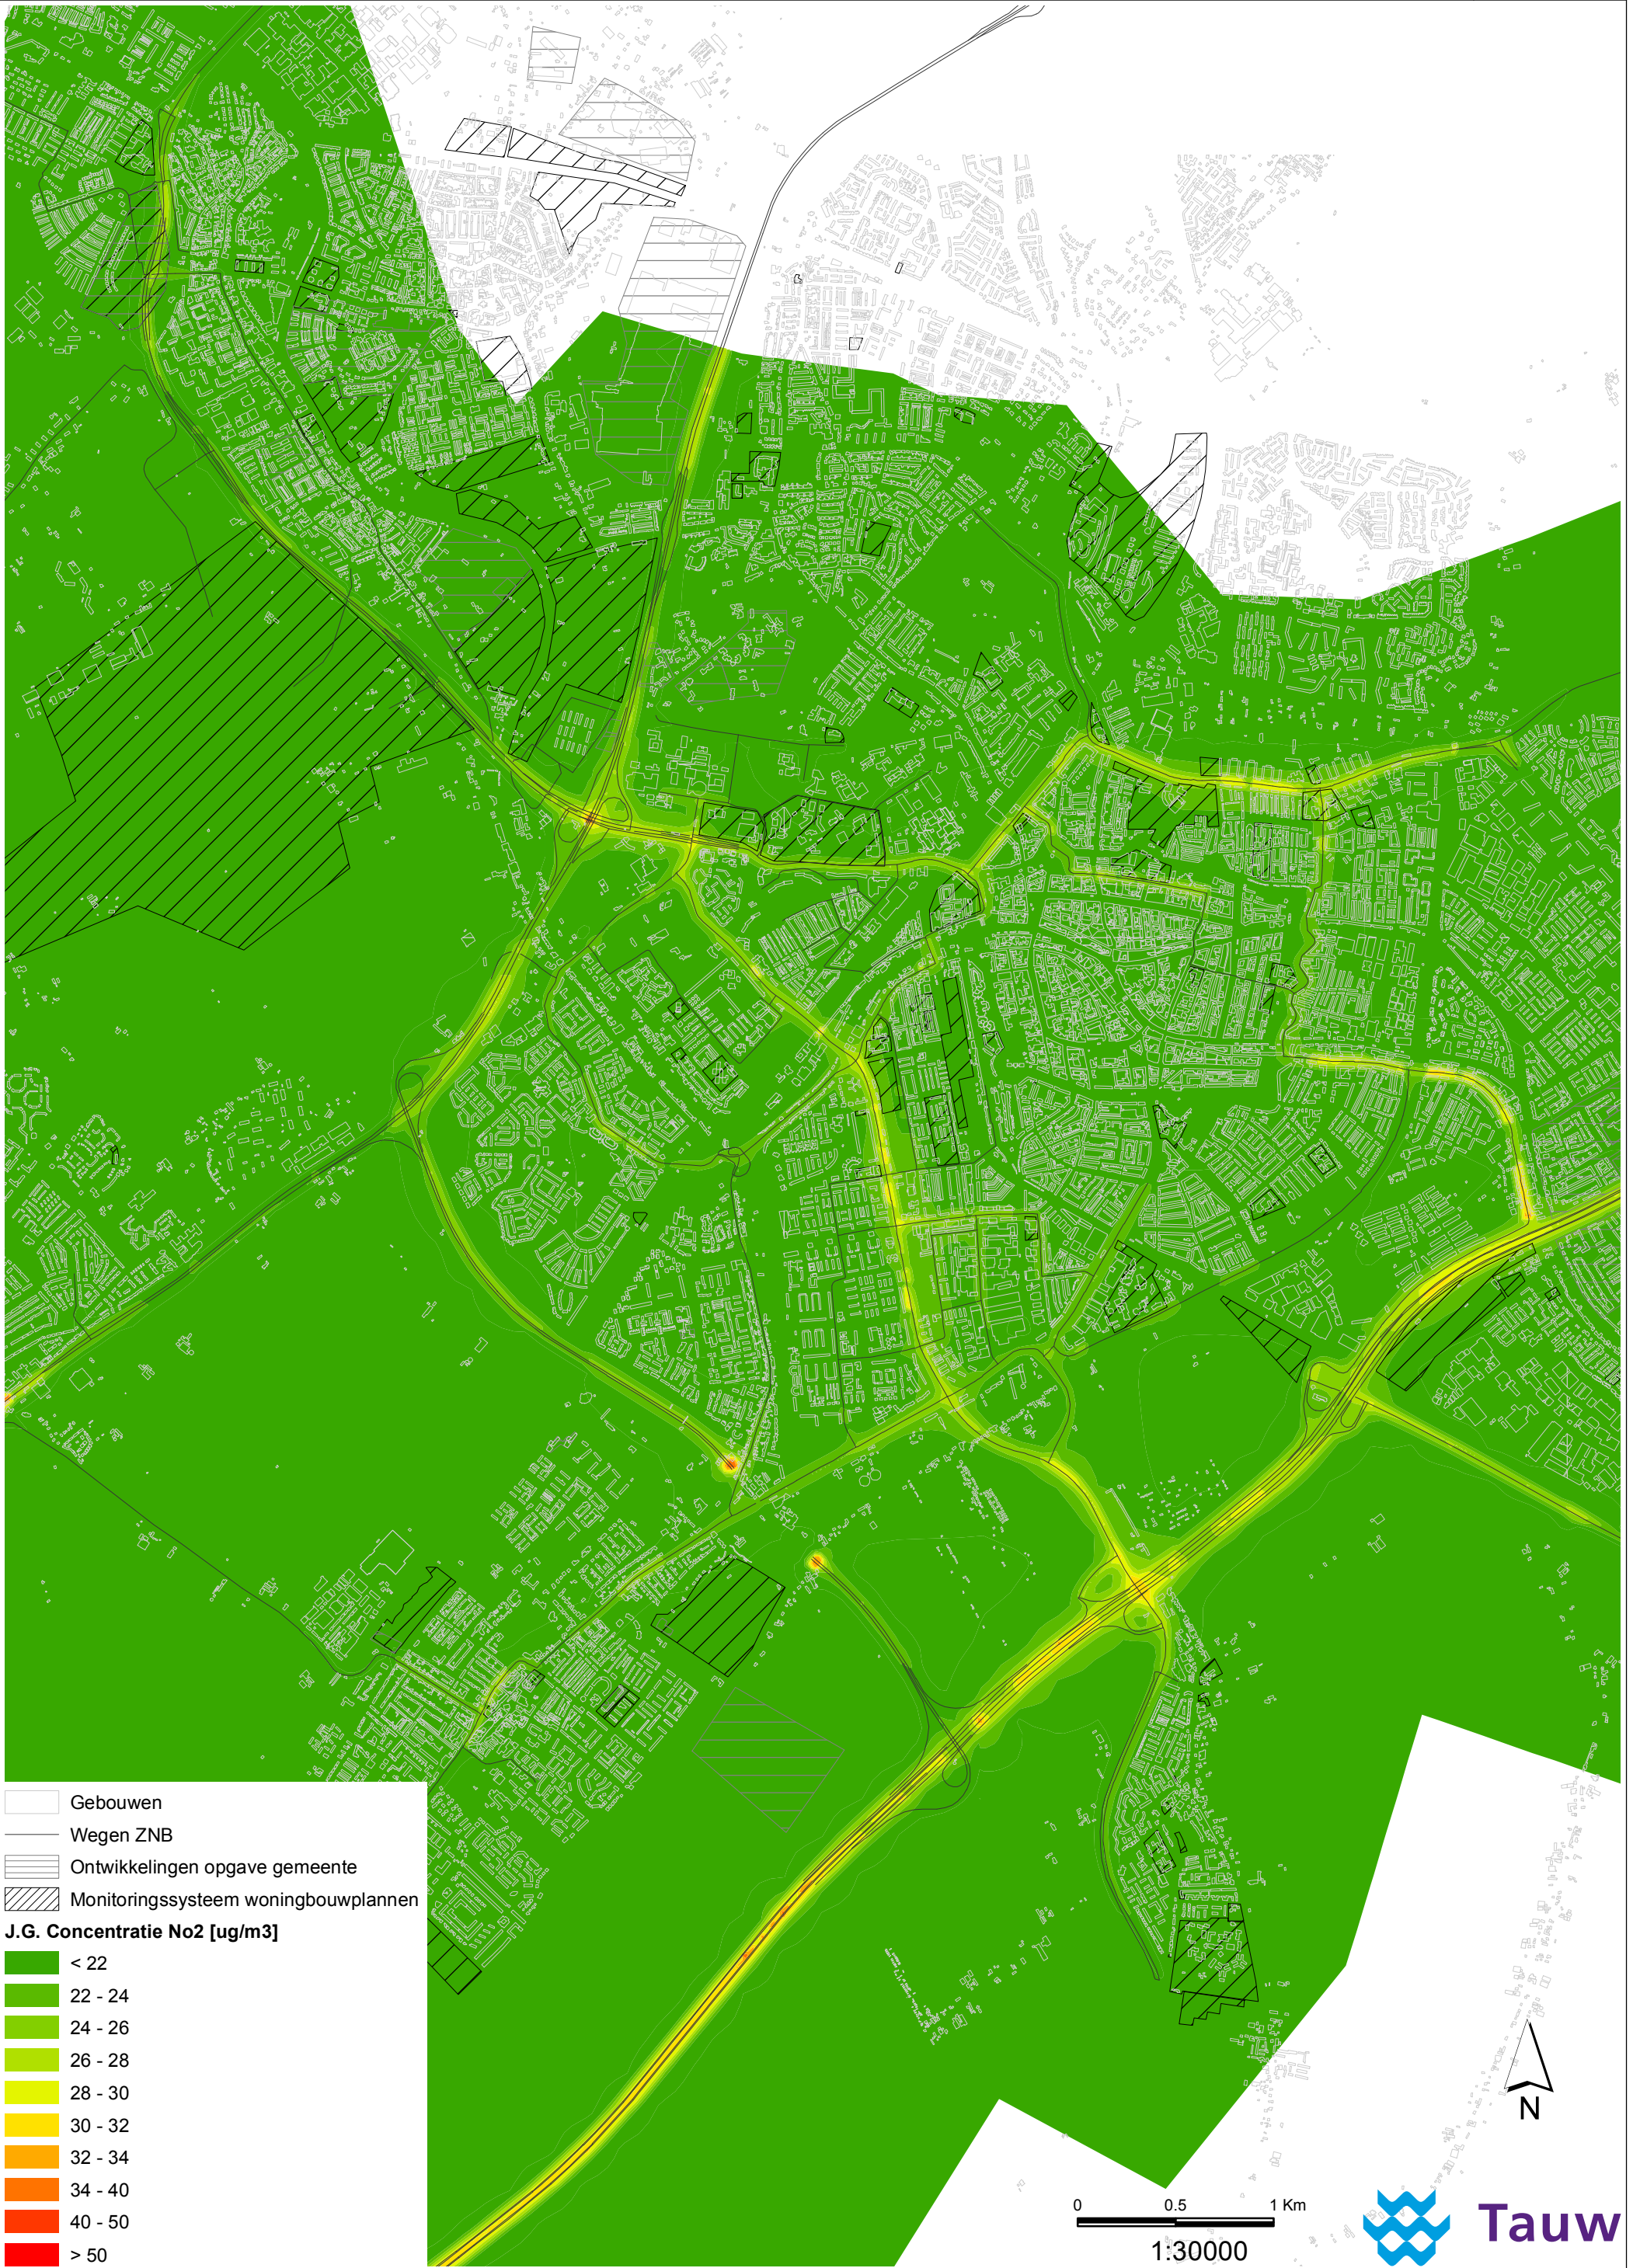 Gebouwen
Wegen ZNB
Ontwikkelingen opgave gemeente
Monitoringssysteem woningbouwplannen
J.G. Concentratie No2 [ug/m3]
< 22
22 - 24
24 - 26
26 - 28
28 - 30
30 - 32
32 - 34
34 - 40
40 - 50
> 50
N
0 0.5 1 Km
1:30000
Tauw